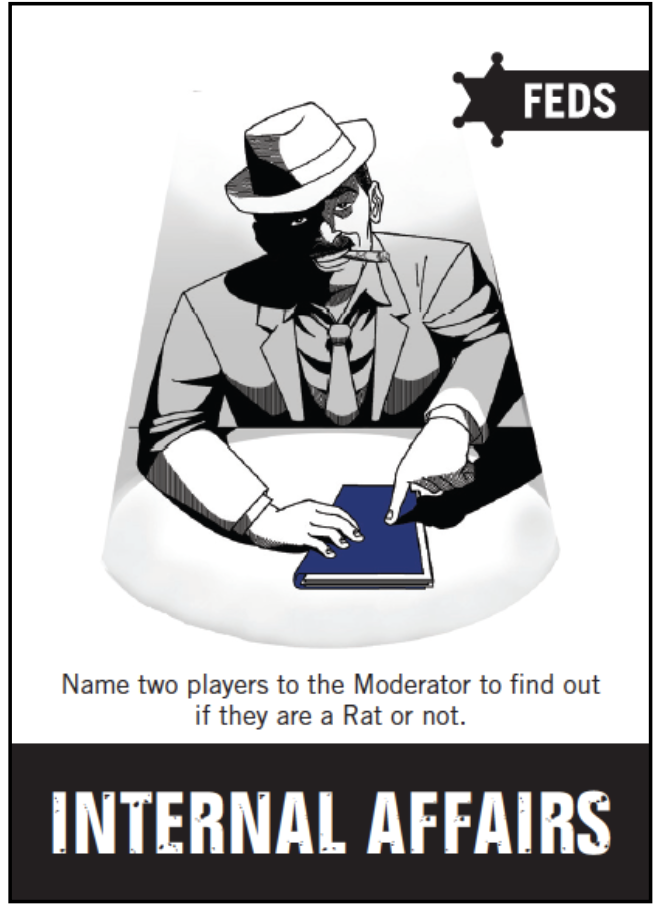 FEDS
Name two players to the Moderator to find out
if they are a Rat or not.
INTERNAL AFFAIRS